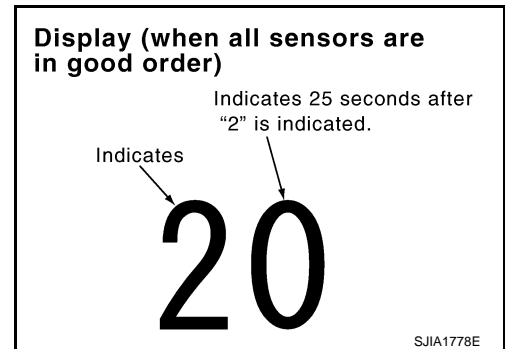 Display (when all sensors are
in good order)
Indicates 25 seconds after
“2” is indicated.
Indicates
20
SJIA1778E